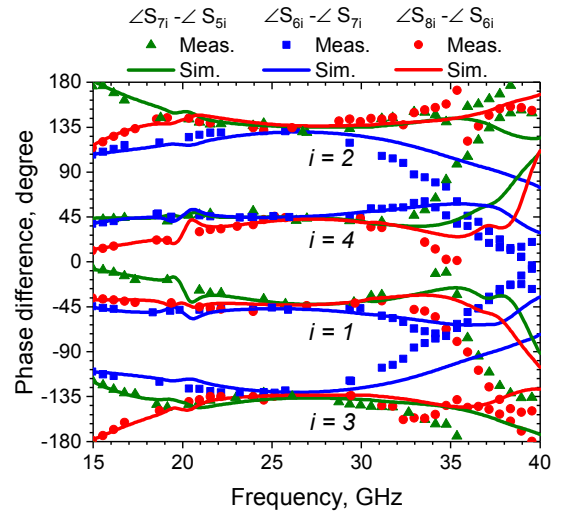 ∠S7i -∠ S5i ∠S6i -∠ S7i ∠S8i -∠ S6i
Meas. Meas. Meas.
Sim. Sim. Sim.
180
135
90
45
0
-45
-90
-135
-180
Phase difference, degree
i = 2
i = 4
i = 1
i = 3
15 20 25 30 35 40
Frequency, GHz